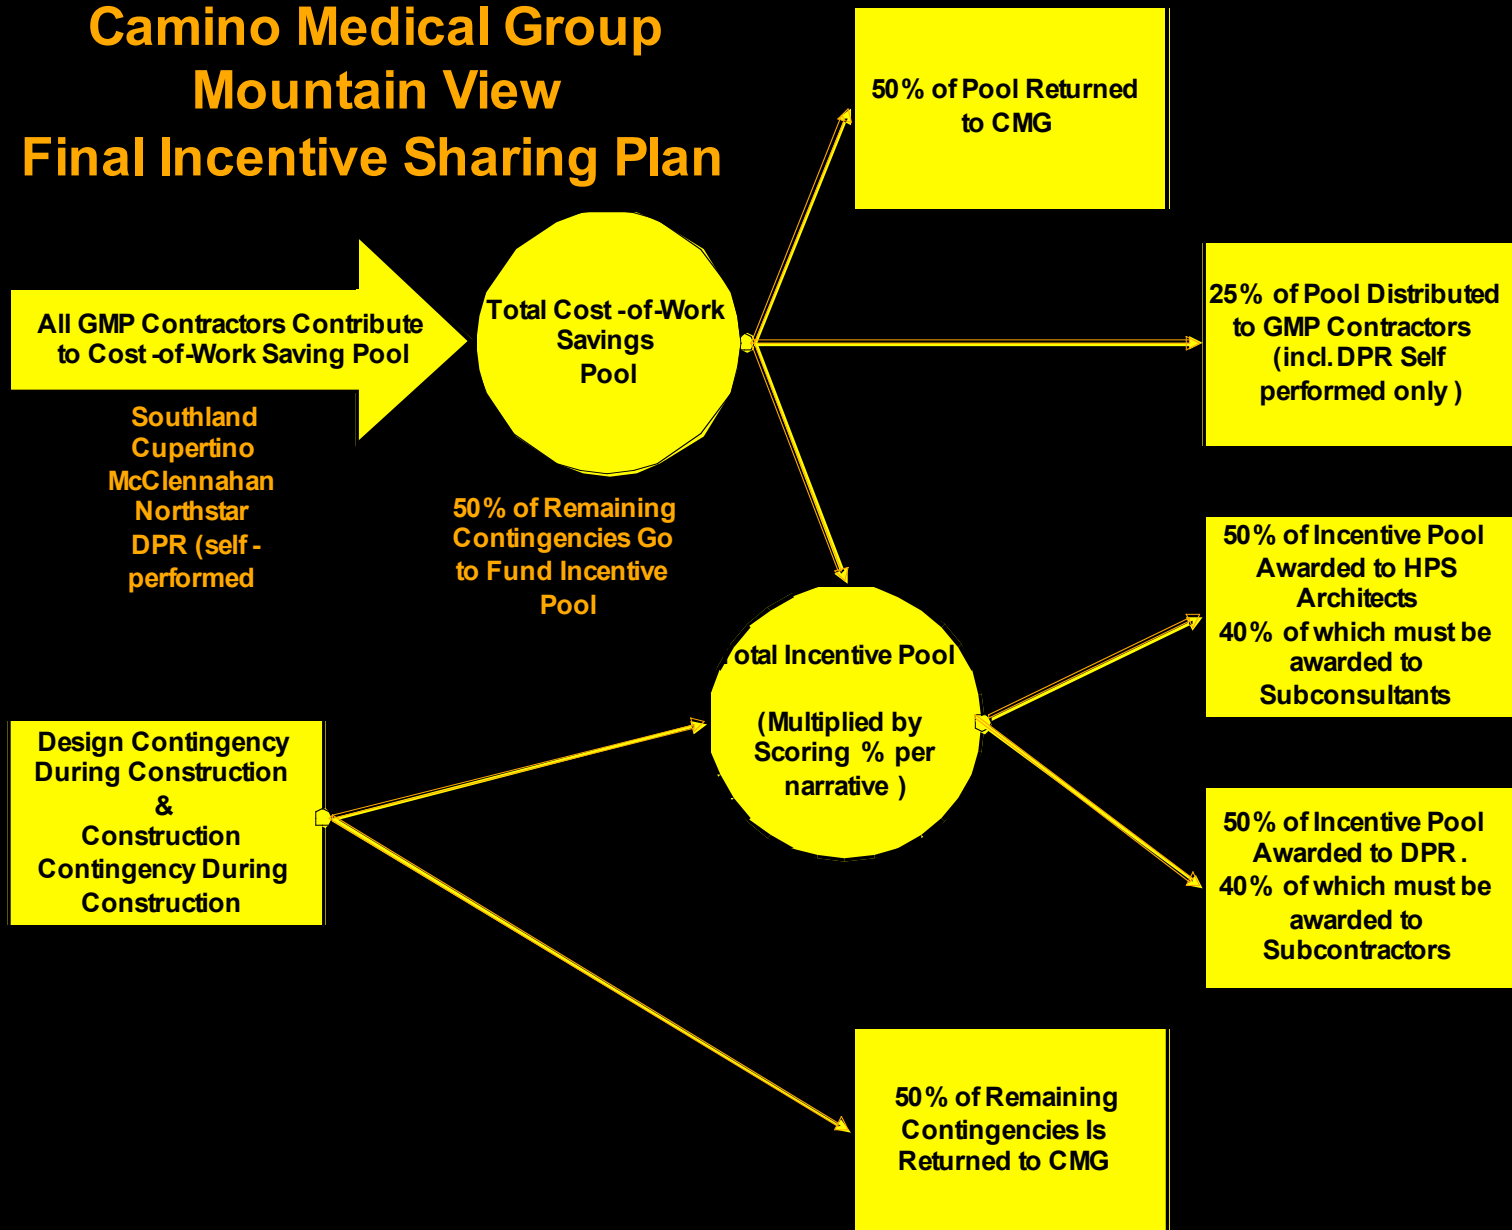 Camino Medical Group
Mountain View
Final Incentive Sharing Plan
50% of Pool Returned
to CMG
All GMP Contractors Contribute
to Cost -of-Work Saving Pool
Total Cost -of-Work
Savings
Pool
25% of Pool Distributed
to GMP Contractors
(incl. DPR Self
performed only )
Southland
Cupertino
McClennahan
Northstar
DPR (self -
performed
50% of Remaining
Contingencies Go
to Fund Incentive
Pool
50% of Incentive Pool
Awarded to HPS
Architects
40% of which must be
awarded to
Subconsultants
Total Incentive Pool
(Multiplied by
Scoring % per
narrative )
Design Contingency
During Construction
&
Construction
Contingency During
Construction
50% of Incentive Pool
Awarded to DPR .
40% of which must be
awarded to
Subcontractors
50% of Remaining
Contingencies Is
Returned to CMG